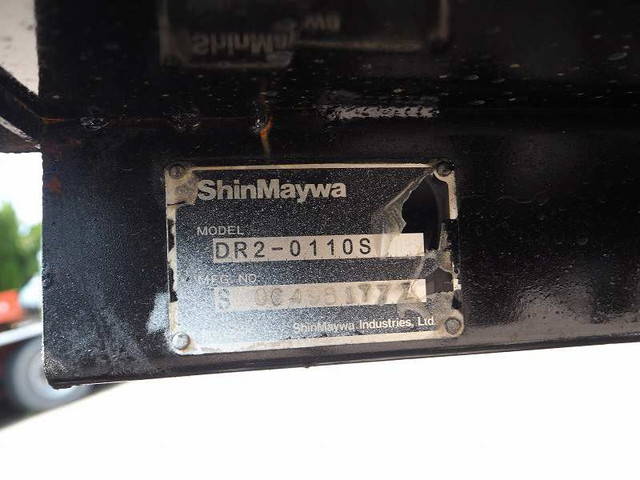 ShinMaywa
MODEL
DR2-0110S
MFG. NO.
ShinMaywa Industries, Ltd.